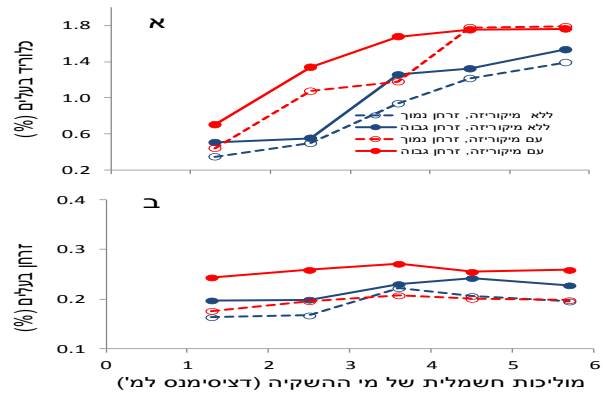 א
כלוריד בעלים (%)
1.8
1.4
1.0
0.6
0.2
ללא מיקוריזה, זרחן נמוך
ללא מיקוריזה, זרחן גבוה
עם מיקוריזה, זרחן נמוך
עם מיקוריזה, זרחן גבוה
ב
זרחן בעלים (%)
0.4
0.3
0.2
0.1
0 1 2 3 4 5 6
מוליכות חשמלית של מי ההשקיה (דציסימנס למ')